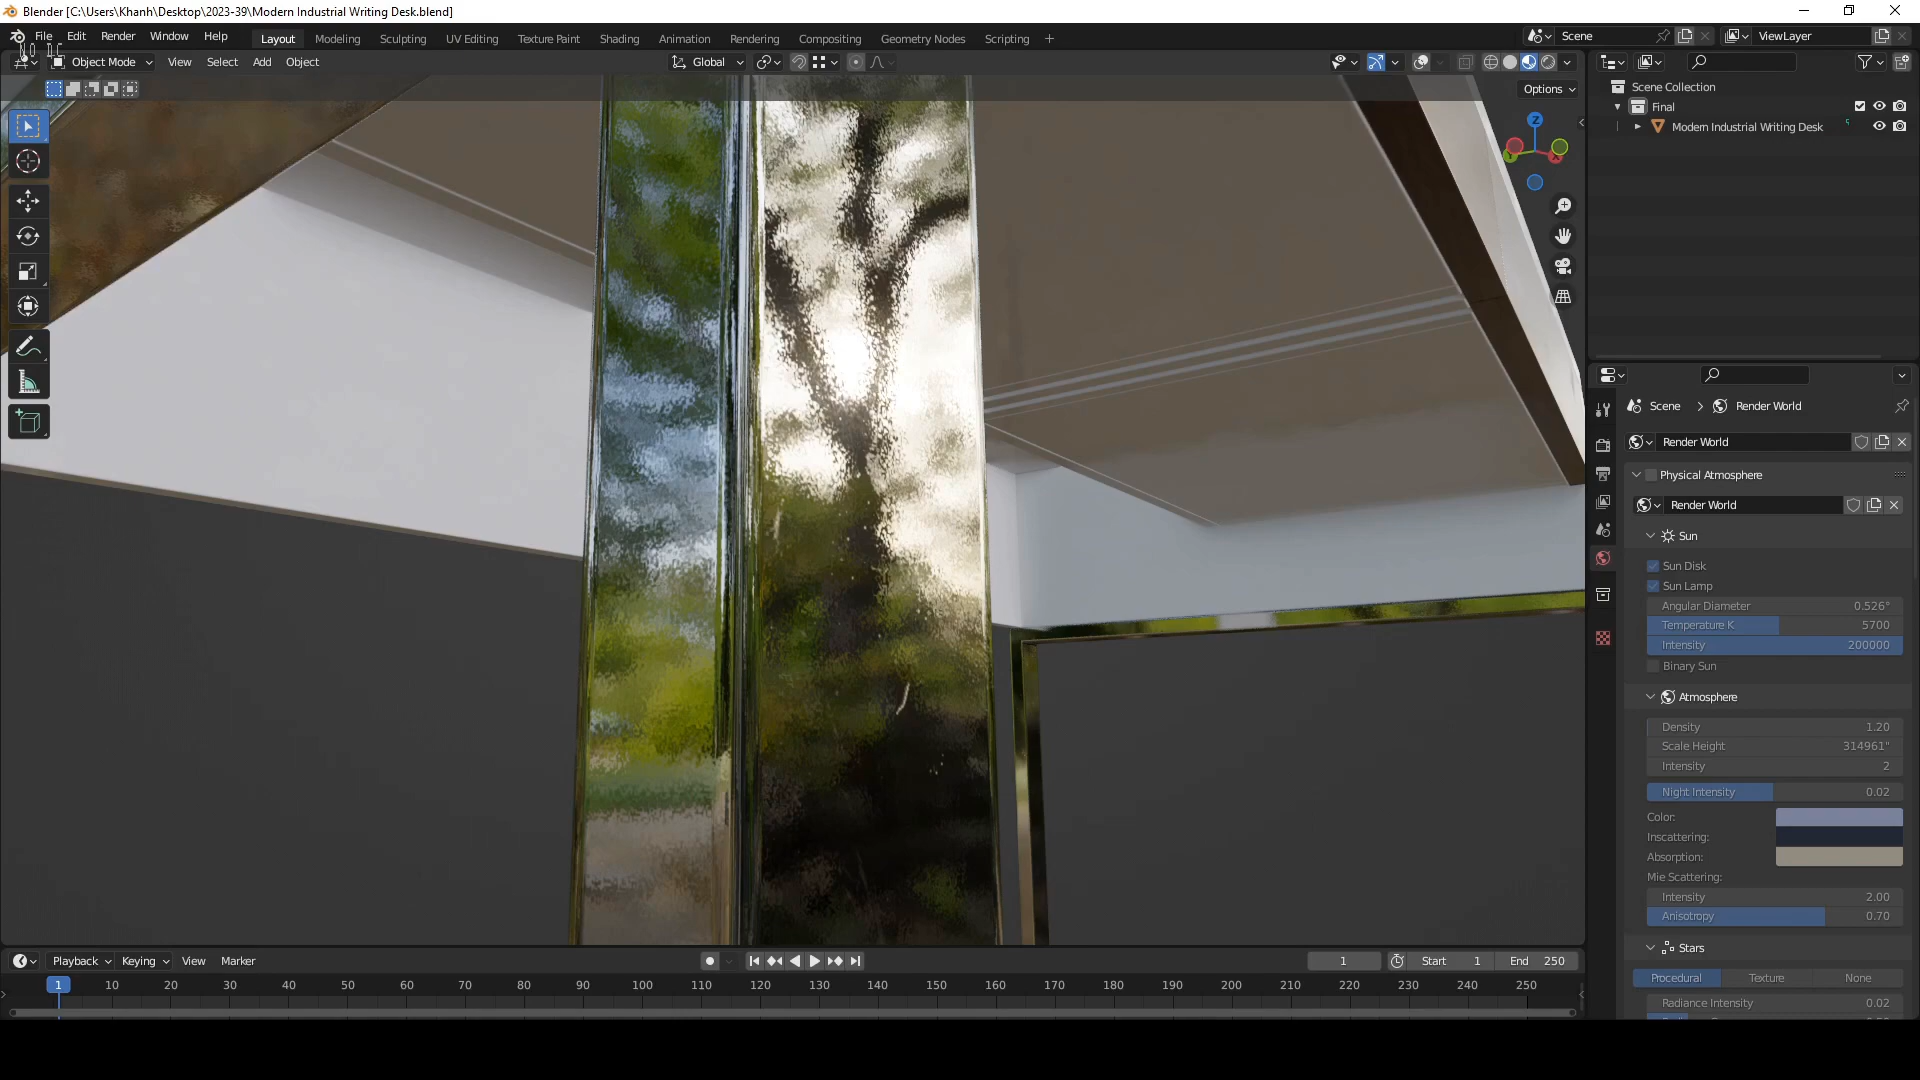 Blender [C:\Users\Khanh\Desktop\2023-39\Modern Industrial Writing Desk.blend]
File Edit Render Window Help
Layout Modeling Sculpting UV Editing Texture Paint Shading Animation Rendering Compositing Geometry Nodes Scripting +
Scene
ViewLayer
Object Mode View Select Add Object
Global
Options
Z
Scene Collection
Final
Modern Industrial Writing Desk
Scene > Render World
Render World
Physical Atmosphere
Render World
Sun
Sun Disk
Sun Lamp
Angular Diameter 0.526°
Temperature K 5700
Intensity 200000
Binary Sun
Atmosphere
Density 1.20
Scale Height 314961"
Intensity 2
Night Intensity 0.02
Color:
Inscattering:
Absorption:
Mie Scattering:
Intensity 2.00
Anisotropy 0.70
Stars
Procedural Texture None
Radiance Intensity 0.02
Playback Keying View Marker
1 Start 1 End 250
1 10 20 30 40 50 60 70 80 90 100 110 120 130 140 150 160 170 180 190 200 210 220 230 240 250